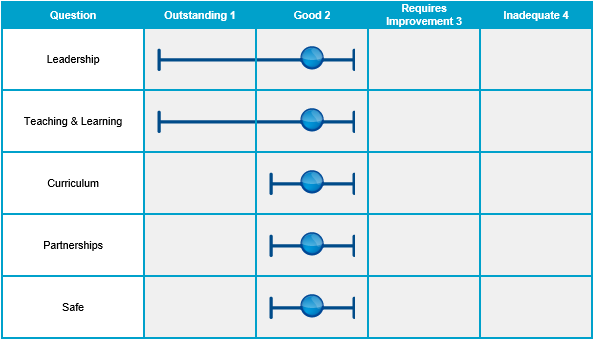 Question
Outstanding 1
Good 2
Requires
Improvement 3
Inadequate 4
Leadership
Teaching & Learning
Curriculum
Partnerships
Safe